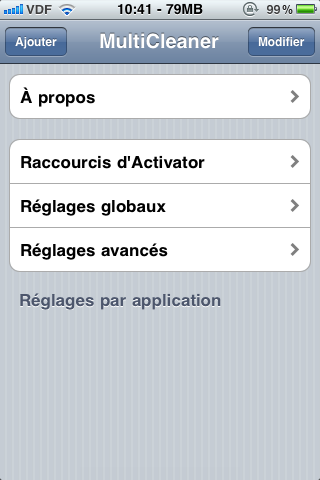 VDF 10:41 - 79MB 99%
Ajouter MultiCleaner Modifier
À propos
Raccourcis d'Activator
Réglages globaux
Réglages avancés
Réglages par application